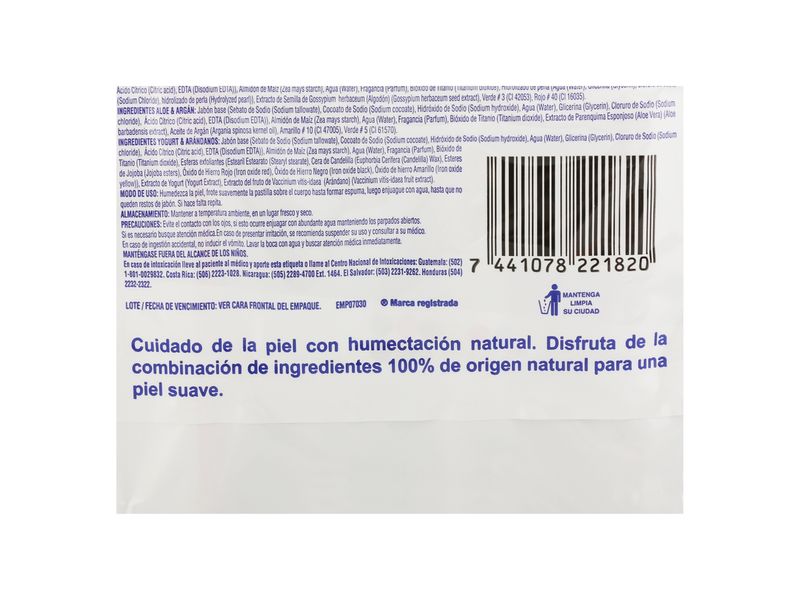 Ácido Cítrico (Citric acid), EDTA (Disodium EDTA)), Almidón de Maíz (Zea mays starch), Agua (Water), Fragancia (Parfum), Bióxido de Titanio (Titanium dioxide),
(Sodium Chloride), hidrolizado de perla (Hydrolyzed pearl)), Extracto de Semilla de Gossypium herbaceum (Algodón) (Gossypium herbaceum seed extract), Verde # 3 (CI 42053), Rojo # 40 (CI 16035).
INGREDIENTES ALOE & ARGÁN: Jabón base (Sebato de Sodio (Sodium tallowate), Cocoato de Sodio (Sodium cocoate), Hidróxido de Sodio (Sodium hydroxide), Agua (Water), Glicerina (Glycerin), Cloruro de Sodio (Sodium
chloride), Ácido Cítrico (Citric acid), EDTA (Disodium EDTA)), Almidón de Maíz (Zea mays starch), Agua (Water), Fragancia (Parfum), Bióxido de Titanio (Titanium dioxide), Extracto de Parenquima Esponjoso (Aloe Vera) (Aloe
barbadensis extract), Aceite de Argán (Argania spinosa kernel oil), Amarillo # 10 (CI 47005), Verde # 5 (CI 61570).
INGREDIENTES YOGURT & ARÁNDANOS: Jabón base (Sebato de Sodio (Sodium tallowate), Cocoato de Sodio (Sodium cocoate), Hidróxido de Sodio (Sodium hydroxide), Agua (Water), Glicerina (Glycerin), Cloruro de Sodio (Sodium
chloride), Ácido Cítrico (Citric acid), EDTA (Disodium EDTA)), Almidón de Maíz (Zea mays starch), Agua (Water), Fragancia (Parfum), Bióxido de
Titanio (Titanium dioxide), Esferas exfoliantes (Estearil Estearato (Stearyl stearate), Cera de Candelilla (Euphorbia Cerifera (Candelilla) Wax), Esteres
de Jojoba (Jojoba esters), Óxido de Hierro Rojo (Iron oxide red), Óxido de Hierro Negro (Iron oxide black), Óxido de hierro Amarillo (Iron oxide
yellow)), Extracto de Yogurt (Yogurt Extract), Extracto del fruto de Vaccinium vitis-idaea (Arándano) (Vaccinium vitis-idaea fruit extract).
MODO DE USO: Humedezca la piel, frote suavemente la pastilla sobre el cuerpo hasta formar espuma, luego enjuague con agua, hasta que no
queden restos de jabón. Si hace falta repita.
ALMACENAMIENTO: Mantener a temperatura ambiente, en un lugar fresco y seco.
PRECAUCIONES: Evite el contacto con los ojos, si esto ocurre enjuagar con abundante agua manteniendo los parpados abiertos.
Si es necesario busque atención médica.En caso de presentar irritación, se recomienda suspender su uso y consultar a su médico.
En caso de ingestión accidental, no inducir el vómito. Lavar la boca con agua y buscar atención médica inmediatamente.
MANTÉNGASE FUERA DEL ALCANCE DE LOS NIÑOS.
En caso de intoxicación lleve al paciente al médico y aporte esta etiqueta o llame al Centro Nacional de Intoxicaciones: Guatemala: (502)
1-801-0029832. Costa Rica: (506) 2223-1028. Nicaragua: (505) 2289-4700 Ext. 1464. El Salvador: (503) 2231-9262. Honduras (504)
2232-2322.
7 441078 221820
LOTE / FECHA DE VENCIMIENTO: VER CARA FRONTAL DEL EMPAQUE. EMP07030 ® Marca registrada
MANTENGA
LIMPIA
SU CIUDAD
Cuidado de la piel con humectación natural. Disfruta de la
combinación de ingredientes 100% de origen natural para una
piel suave.